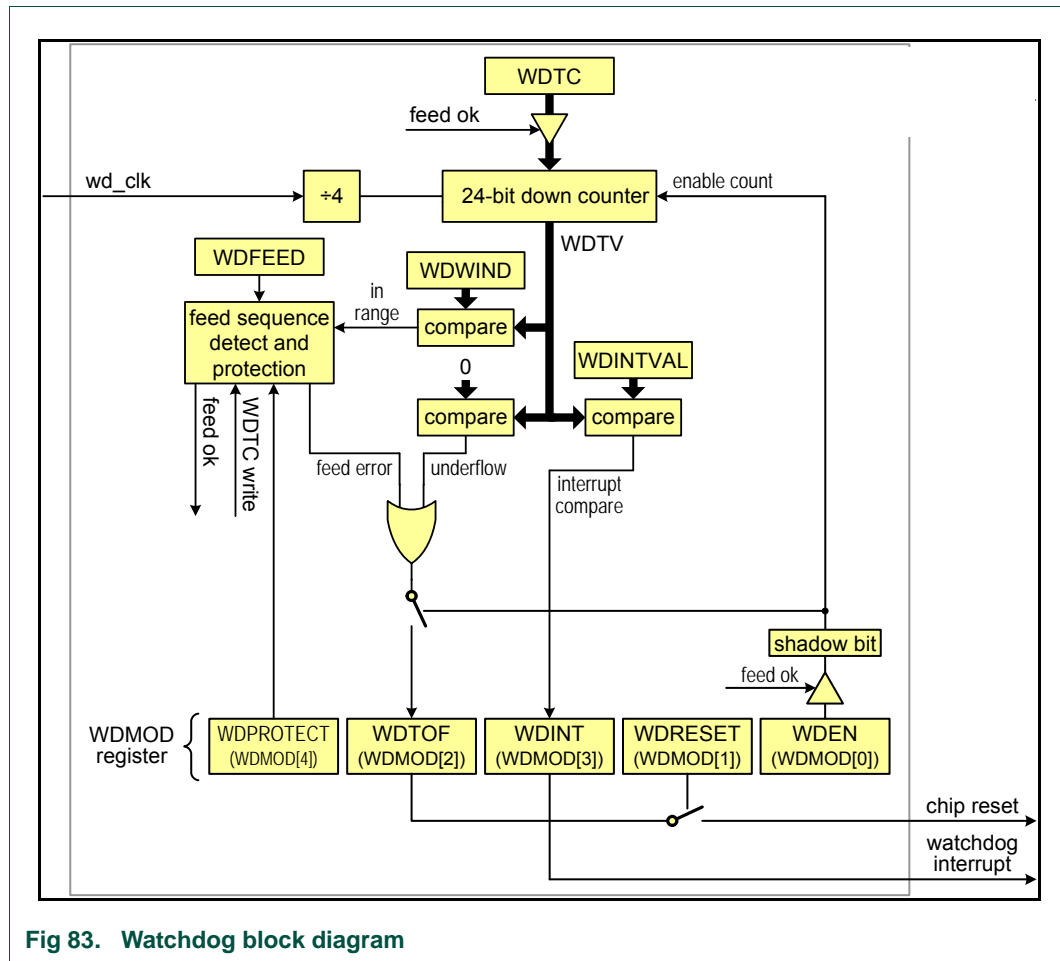 WDTC
feed ok
wd_clk
÷4
24-bit down counter
enable count
WDTV
WDFEED
WDWIND
in
range
feed sequence
detect and
protection
compare
WDINTVAL
0
compare
compare
feed ok
WDTC write
feed error
underflow
interrupt
compare
shadow bit
feed ok
WDMOD
register
WDPROTECT
(WDMOD[4])
WDTOF
(WDMOD[2])
WDINT
(WDMOD[3])
WDRESET
(WDMOD[1])
WDEN
(WDMOD[0])
chip reset
watchdog
interrupt
Fig 83. Watchdog block diagram